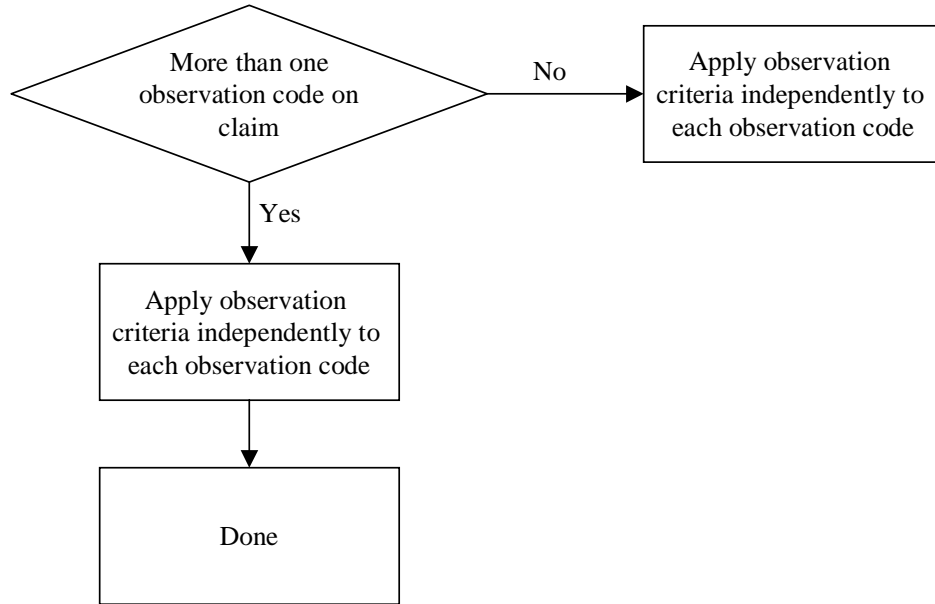 More than one
observation code on
claim
No
Apply observation
criteria independently to
each observation code
Yes
Apply observation
criteria independently to
each observation code
Done